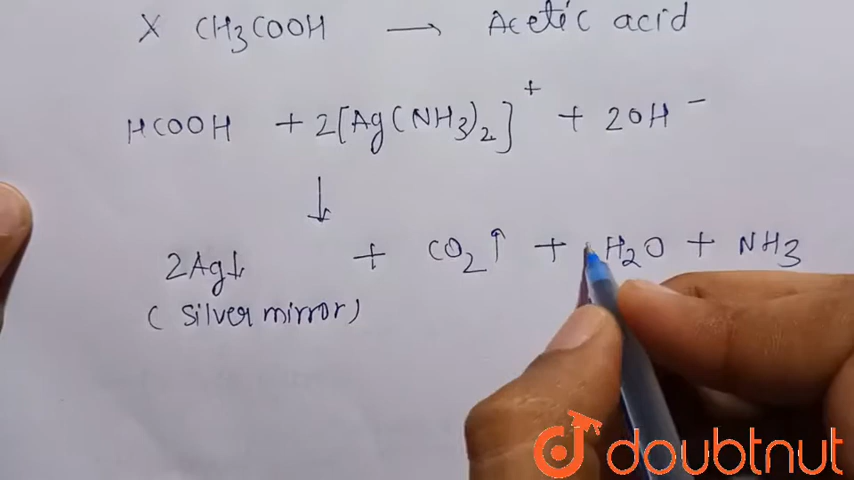 X CH3COOH → Acetic acid
HCOOH + 2[Ag(NH3)2]+ + 2OH−
↓
2Ag↓ + CO2↑ + H2O + NH3
(Silver mirror)
doubtnut